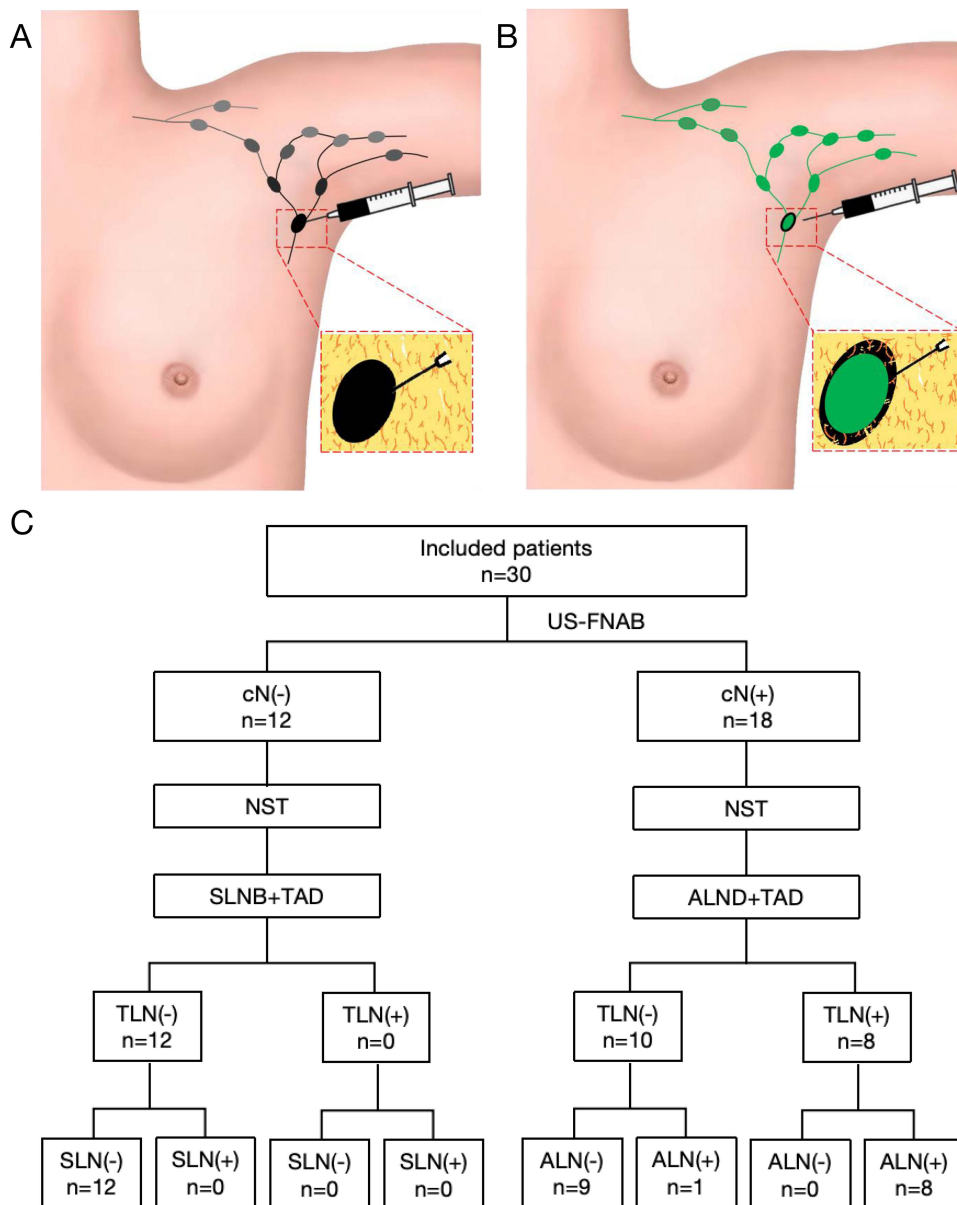 A
B
C
Included patients
n=30
US-FNAB
cN(-)
n=12
cN(+)
n=18
NST
NST
SLNB+TAD
ALND+TAD
TLN(-)
n=12
TLN(+)
n=0
TLN(-)
n=10
TLN(+)
n=8
SLN(-)
n=12
SLN(+)
n=0
SLN(-)
n=0
SLN(+)
n=0
ALN(-)
n=9
ALN(+)
n=1
ALN(-)
n=0
ALN(+)
n=8